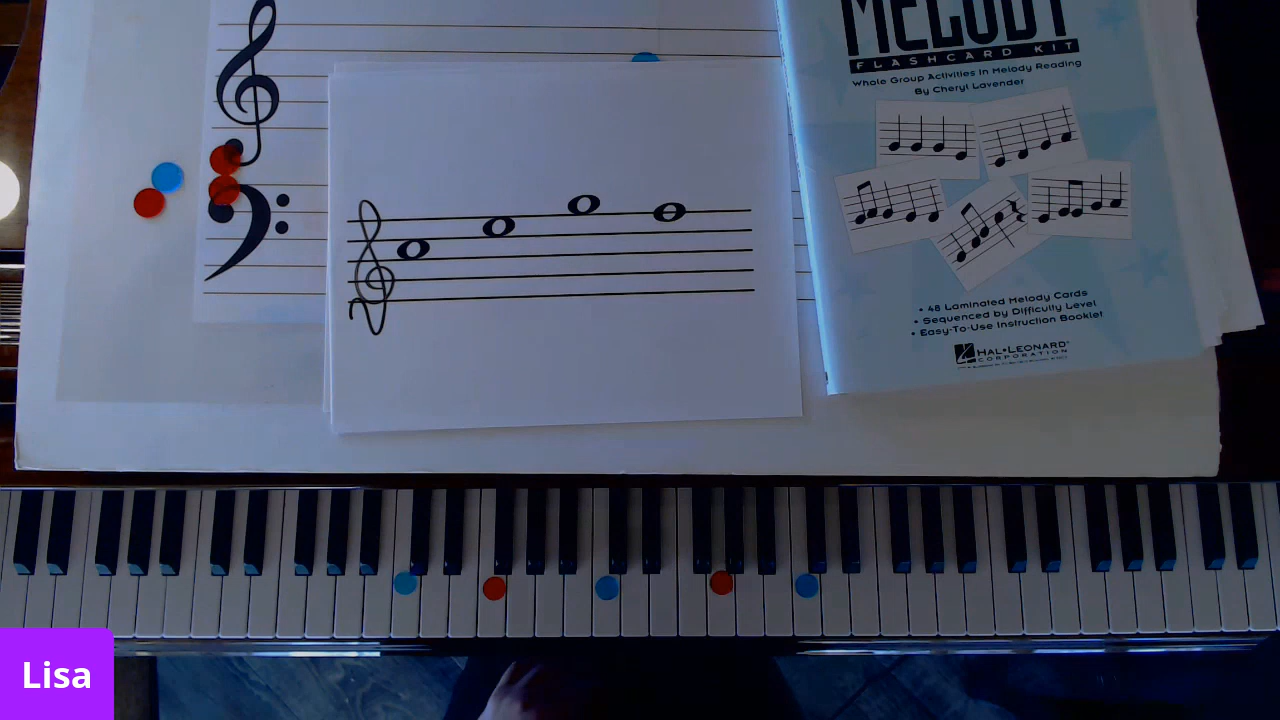 MELODY
FLASHCARD KIT
Whole Group Activities In Melody Reading
By Cheryl Lavender
• 48 Laminated Melody Cards
• Sequenced by Difficulty Level
• Easy-To-Use Instruction Booklet
HAL•LEONARD®
CORPORATION
Lisa